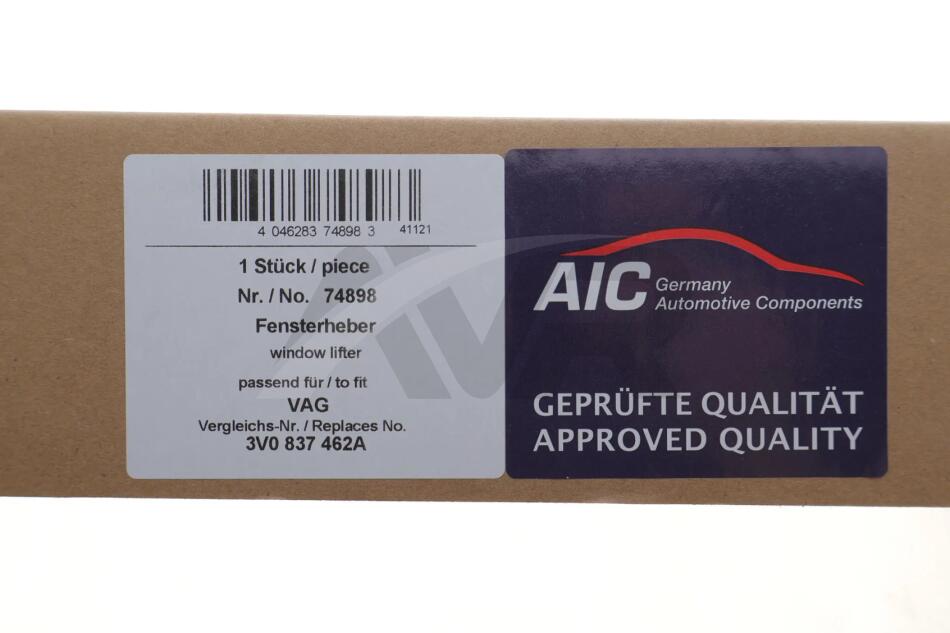 4 046283 74898 3 41121
1 Stück / piece
Nr. / No. 74898
Fensterheber
window lifter
passend für / to fit
VAG
Vergleichs-Nr. / Replaces No.
3V0 837 462A
AIC Germany
Automotive Components
GEPRÜFTE QUALITÄT
APPROVED QUALITY